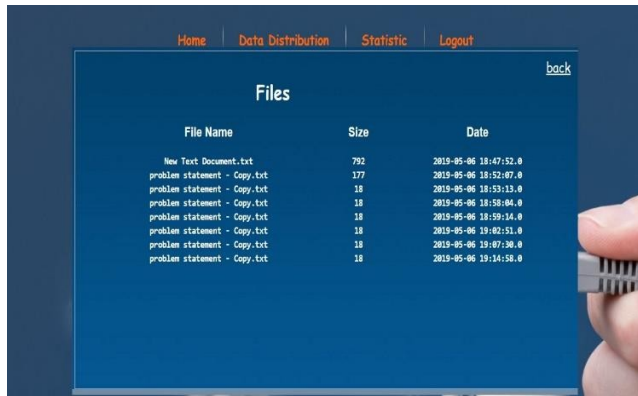 Home Data Distribution Statistic Logout
back
Files
File Name Size Date
New Text Document.txt 792 2019-05-06 18:47:52.0
problem statement - Copy.txt 177 2019-05-06 18:52:07.0
problem statement - Copy.txt 18 2019-05-06 18:53:13.0
problem statement - Copy.txt 18 2019-05-06 18:58:04.0
problem statement - Copy.txt 18 2019-05-06 18:59:14.0
problem statement - Copy.txt 18 2019-05-06 19:02:51.0
problem statement - Copy.txt 18 2019-05-06 19:07:30.0
problem statement - Copy.txt 18 2019-05-06 19:14:58.0